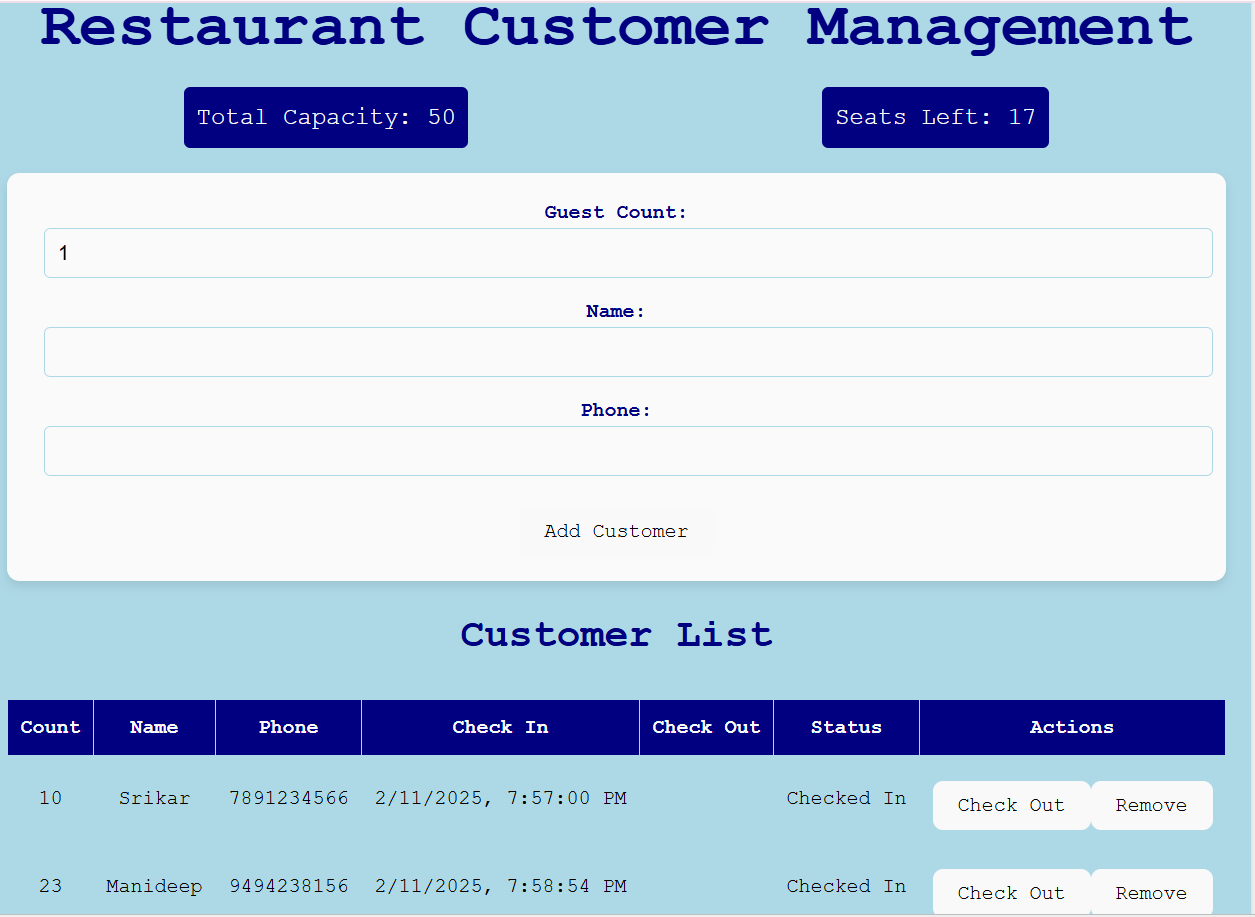 Restaurant Customer Management
Total Capacity: 50 Seats Left: 17
Guest Count:
1
Name:
Phone:
Add Customer
Customer List
Count Name Phone Check In Check Out Status Actions
10 Srikar 7891234566 2/11/2025, 7:57:00 PM Checked In Check Out Remove
23 Manideep 9494238156 2/11/2025, 7:58:54 PM Checked In Check Out Remove